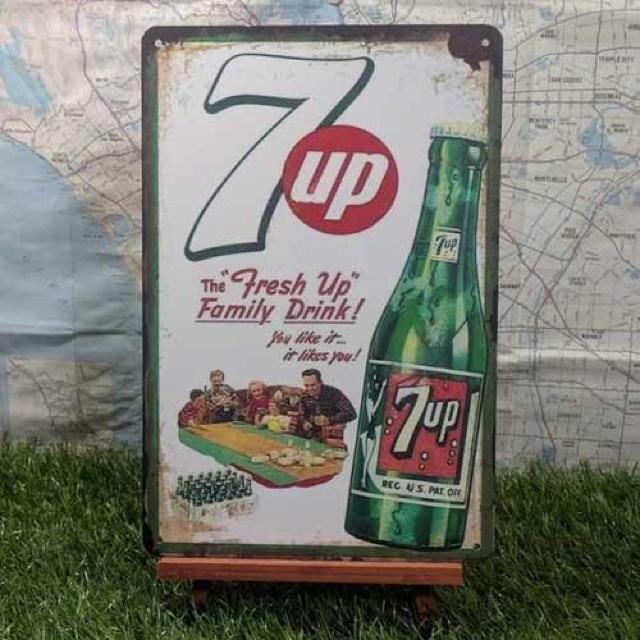 7up
The "Fresh Up"
Family Drink!
You like it...
it likes you!
7up
7up
REG. U.S. PAT. OFF.